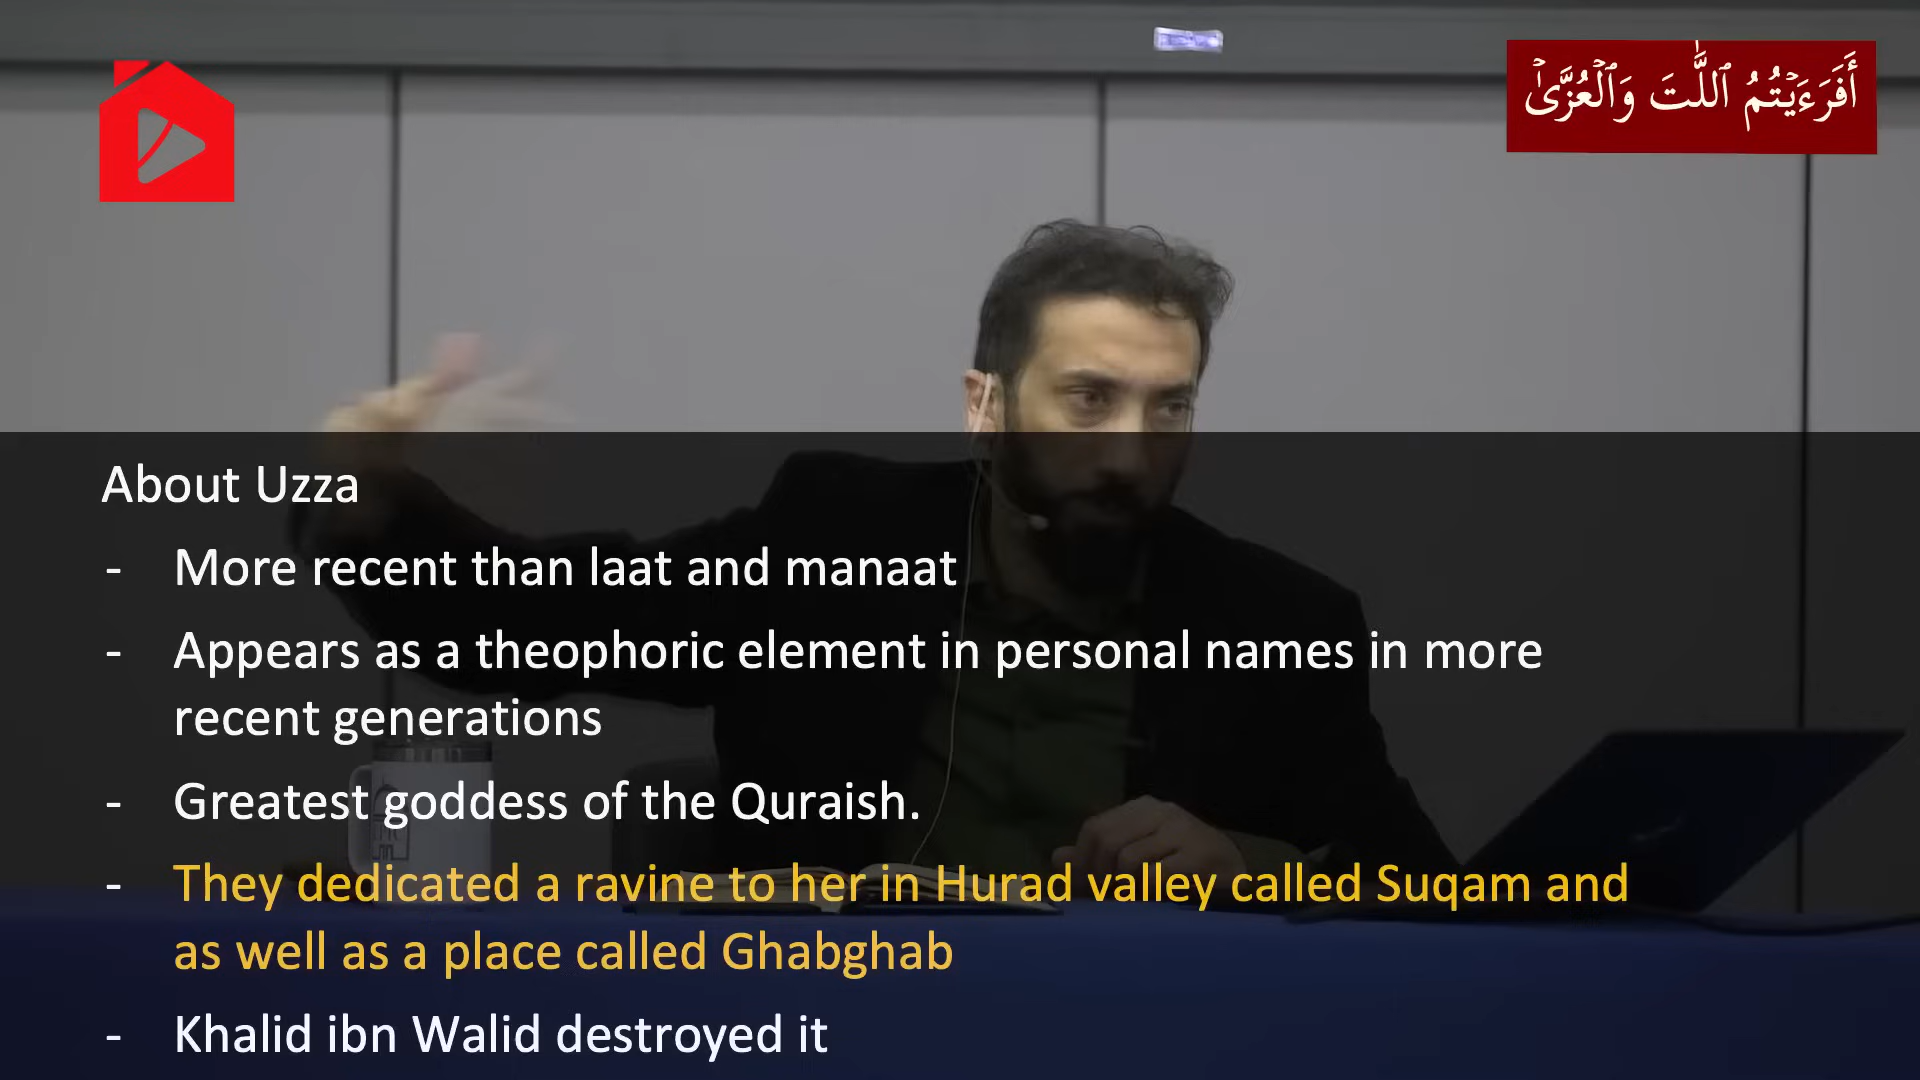 أَفَرَءَيْتُمُ ٱللَّٰتَ وَٱلْعُزَّىٰ
About Uzza
- More recent than laat and manaat
- Appears as a theophoric element in personal names in more
recent generations
- Greatest goddess of the Quraish.
- They dedicated a ravine to her in Hurad valley called Suqam and
as well as a place called Ghabghab
- Khalid ibn Walid destroyed it